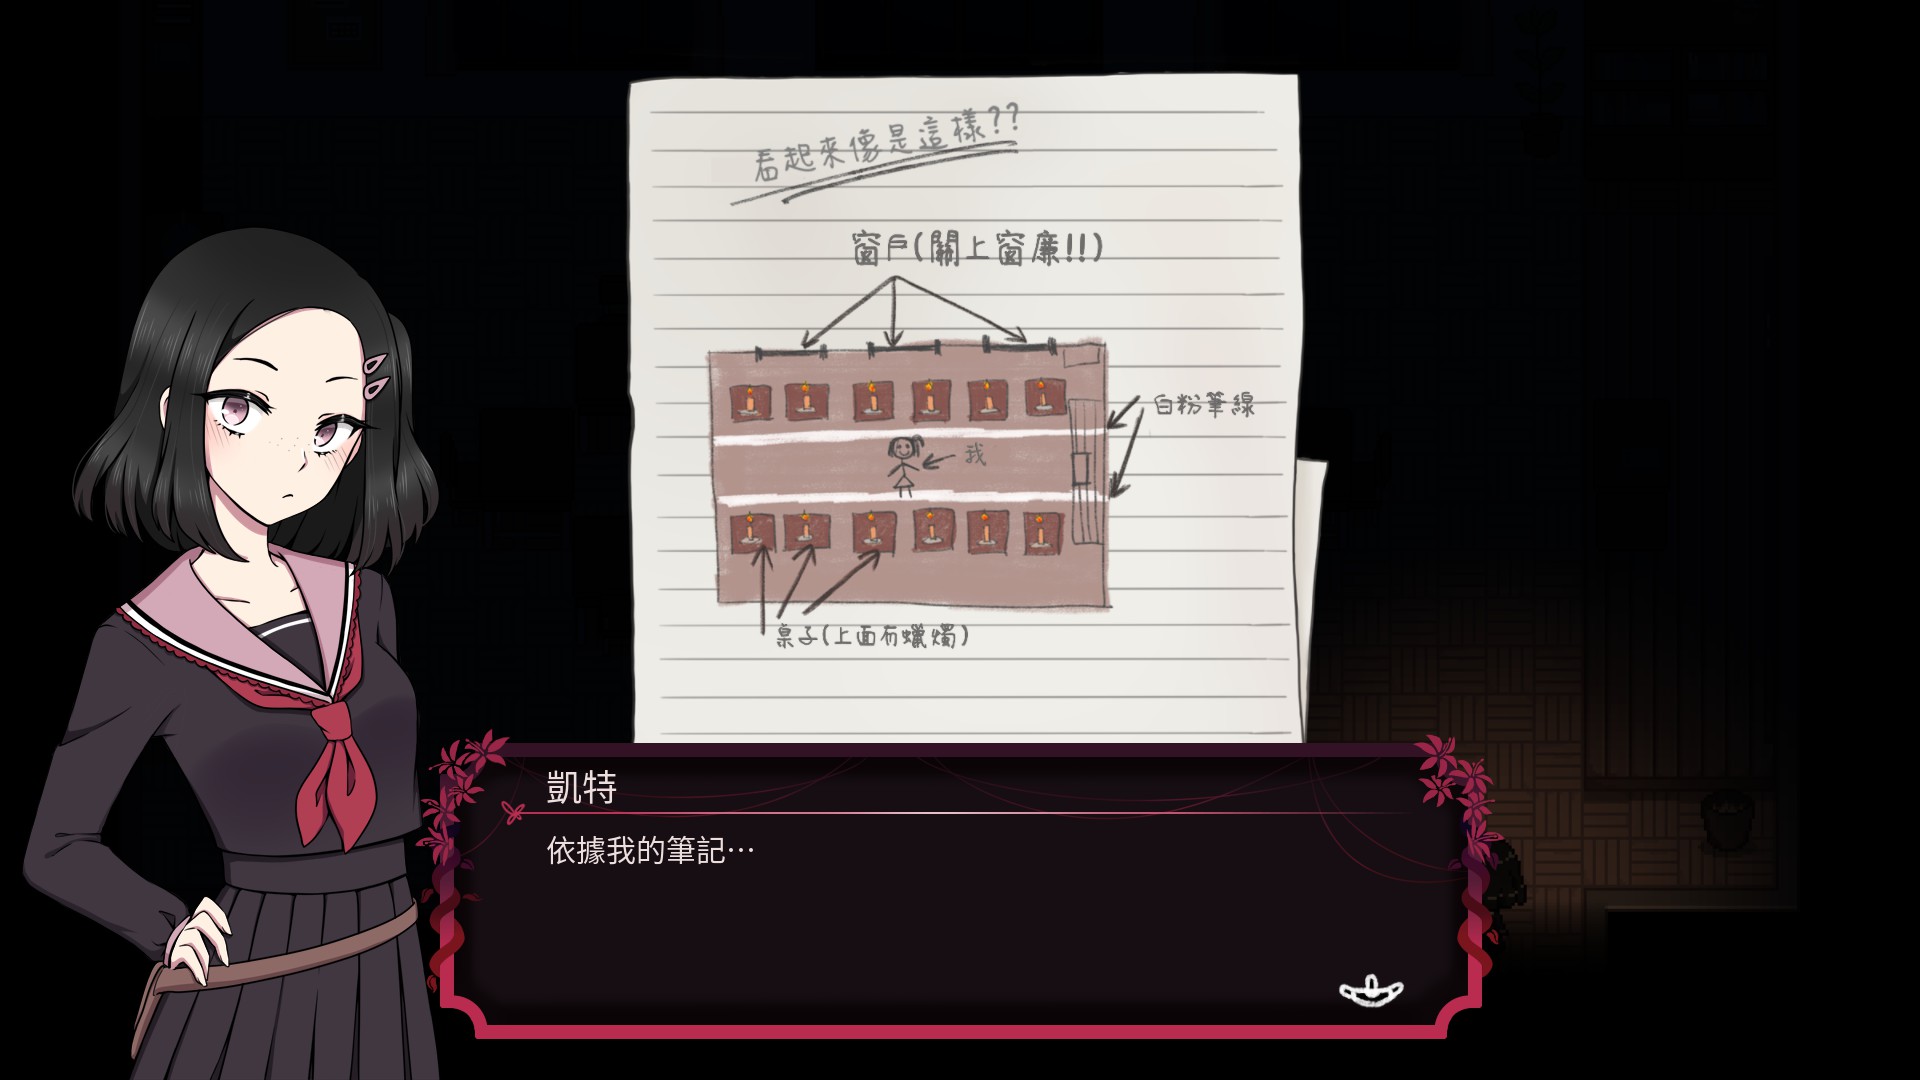 看起來像是這樣??
窗戶(關上窗廉!!)
白粉筆線
我
桌子(上面有蠟燭)
凱特
依據我的筆記…